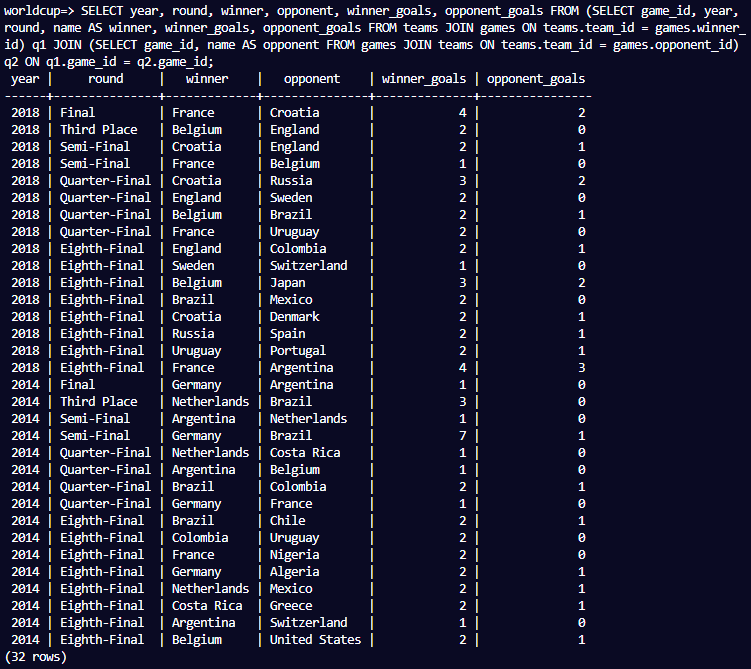 worldcup=> SELECT year, round, winner, opponent, winner_goals, opponent_goals FROM (SELECT game_id, year,
round, name AS winner, winner_goals, opponent_goals FROM teams JOIN games ON teams.team_id = games.winner_
id) q1 JOIN (SELECT game_id, name AS opponent FROM games JOIN teams ON teams.team_id = games.opponent_id)
q2 ON q1.game_id = q2.game_id;
 year |     round     |   winner    |   opponent    | winner_goals | opponent_goals
------+---------------+-------------+---------------+--------------+----------------
 2018 | Final         | France      | Croatia       |            4 |              2
 2018 | Third Place   | Belgium     | England       |            2 |              0
 2018 | Semi-Final    | Croatia     | England       |            2 |              1
 2018 | Semi-Final    | France      | Belgium       |            1 |              0
 2018 | Quarter-Final | Croatia     | Russia        |            3 |              2
 2018 | Quarter-Final | England     | Sweden        |            2 |              0
 2018 | Quarter-Final | Belgium     | Brazil        |            2 |              1
 2018 | Quarter-Final | France      | Uruguay       |            2 |              0
 2018 | Eighth-Final  | England     | Colombia      |            2 |              1
 2018 | Eighth-Final  | Sweden      | Switzerland   |            1 |              0
 2018 | Eighth-Final  | Belgium     | Japan         |            3 |              2
 2018 | Eighth-Final  | Brazil      | Mexico        |            2 |              0
 2018 | Eighth-Final  | Croatia     | Denmark       |            2 |              1
 2018 | Eighth-Final  | Russia      | Spain         |            2 |              1
 2018 | Eighth-Final  | Uruguay     | Portugal      |            2 |              1
 2018 | Eighth-Final  | France      | Argentina     |            4 |              3
 2014 | Final         | Germany     | Argentina     |            1 |              0
 2014 | Third Place   | Netherlands | Brazil        |            3 |              0
 2014 | Semi-Final    | Argentina   | Netherlands   |            1 |              0
 2014 | Semi-Final    | Germany     | Brazil        |            7 |              1
 2014 | Quarter-Final | Netherlands | Costa Rica    |            1 |              0
 2014 | Quarter-Final | Argentina   | Belgium       |            1 |              0
 2014 | Quarter-Final | Brazil      | Colombia      |            2 |              1
 2014 | Quarter-Final | Germany     | France        |            1 |              0
 2014 | Eighth-Final  | Brazil      | Chile         |            2 |              1
 2014 | Eighth-Final  | Colombia    | Uruguay       |            2 |              0
 2014 | Eighth-Final  | France      | Nigeria       |            2 |              0
 2014 | Eighth-Final  | Germany     | Algeria       |            2 |              1
 2014 | Eighth-Final  | Netherlands | Mexico        |            2 |              1
 2014 | Eighth-Final  | Costa Rica  | Greece        |            2 |              1
 2014 | Eighth-Final  | Argentina   | Switzerland   |            1 |              0
 2014 | Eighth-Final  | Belgium     | United States |            2 |              1
(32 rows)